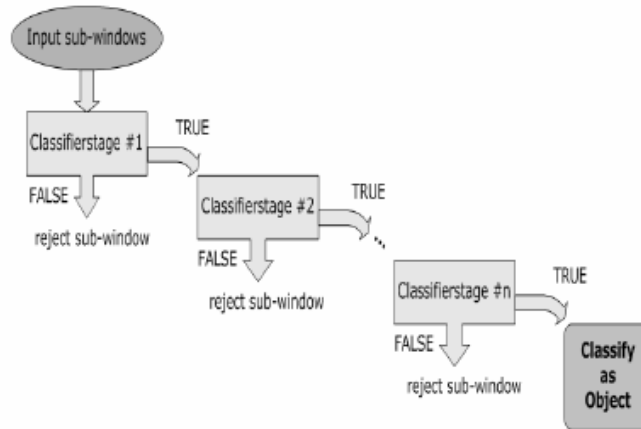 Input sub-windows
Classifierstage #1
TRUE
FALSE
reject sub-window
Classifierstage #2
TRUE
FALSE
reject sub-window
Classifierstage #n
TRUE
FALSE
reject sub-window
Classify
as
Object